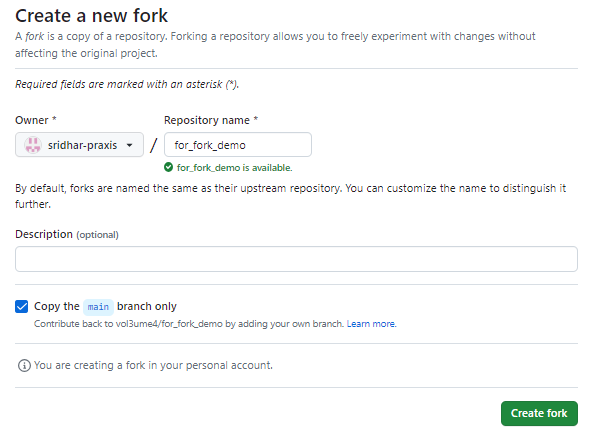 Create a new fork
A fork is a copy of a repository. Forking a repository allows you to freely experiment with changes without
affecting the original project.
Required fields are marked with an asterisk (*).
Owner * Repository name *
sridhar-praxis / for_fork_demo
for_fork_demo is available.
By default, forks are named the same as their upstream repository. You can customize the name to distinguish it
further.
Description (optional)
Copy the main branch only
Contribute back to vol3ume4/for_fork_demo by adding your own branch. Learn more.
You are creating a fork in your personal account.
Create fork